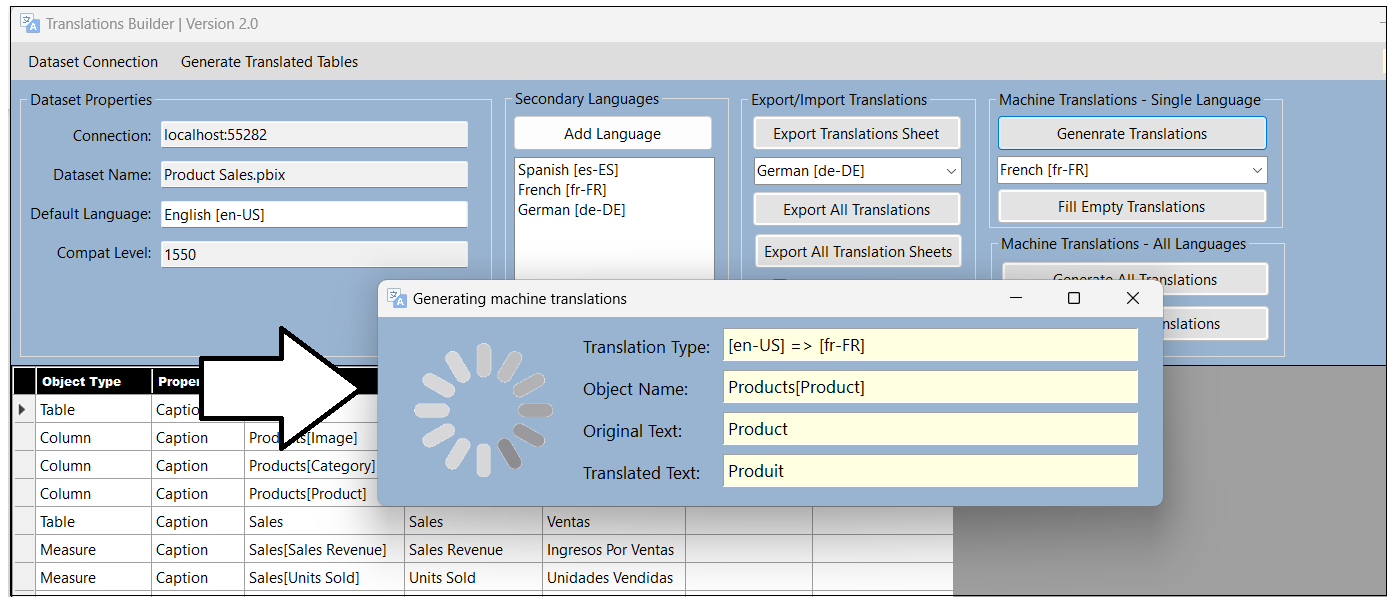 Translations Builder | Version 2.0
Dataset Connection Generate Translated Tables
Dataset Properties
Connection: localhost:55282
Dataset Name: Product Sales.pbix
Default Language: English [en-US]
Compat Level: 1550
Secondary Languages
Add Language
Spanish [es-ES]
French [fr-FR]
German [de-DE]
Export/Import Translations
Export Translations Sheet
German [de-DE]
Export All Translations
Export All Translation Sheets
Machine Translations - Single Language
Genenrate Translations
French [fr-FR]
Fill Empty Translations
Machine Translations - All Languages
Generate All Translations
nslations
Generating machine translations
Translation Type: [en-US] => [fr-FR]
Object Name: Products[Product]
Original Text: Product
Translated Text: Produit
Object Type Proper
Table Caption
Column Caption Products[Image]
Column Caption Products[Category]
Column Caption Products[Product]
Table Caption Sales Sales Ventas
Measure Caption Sales[Sales Revenue] Sales Revenue Ingresos Por Ventas
Measure Caption Sales[Units Sold] Units Sold Unidades Vendidas